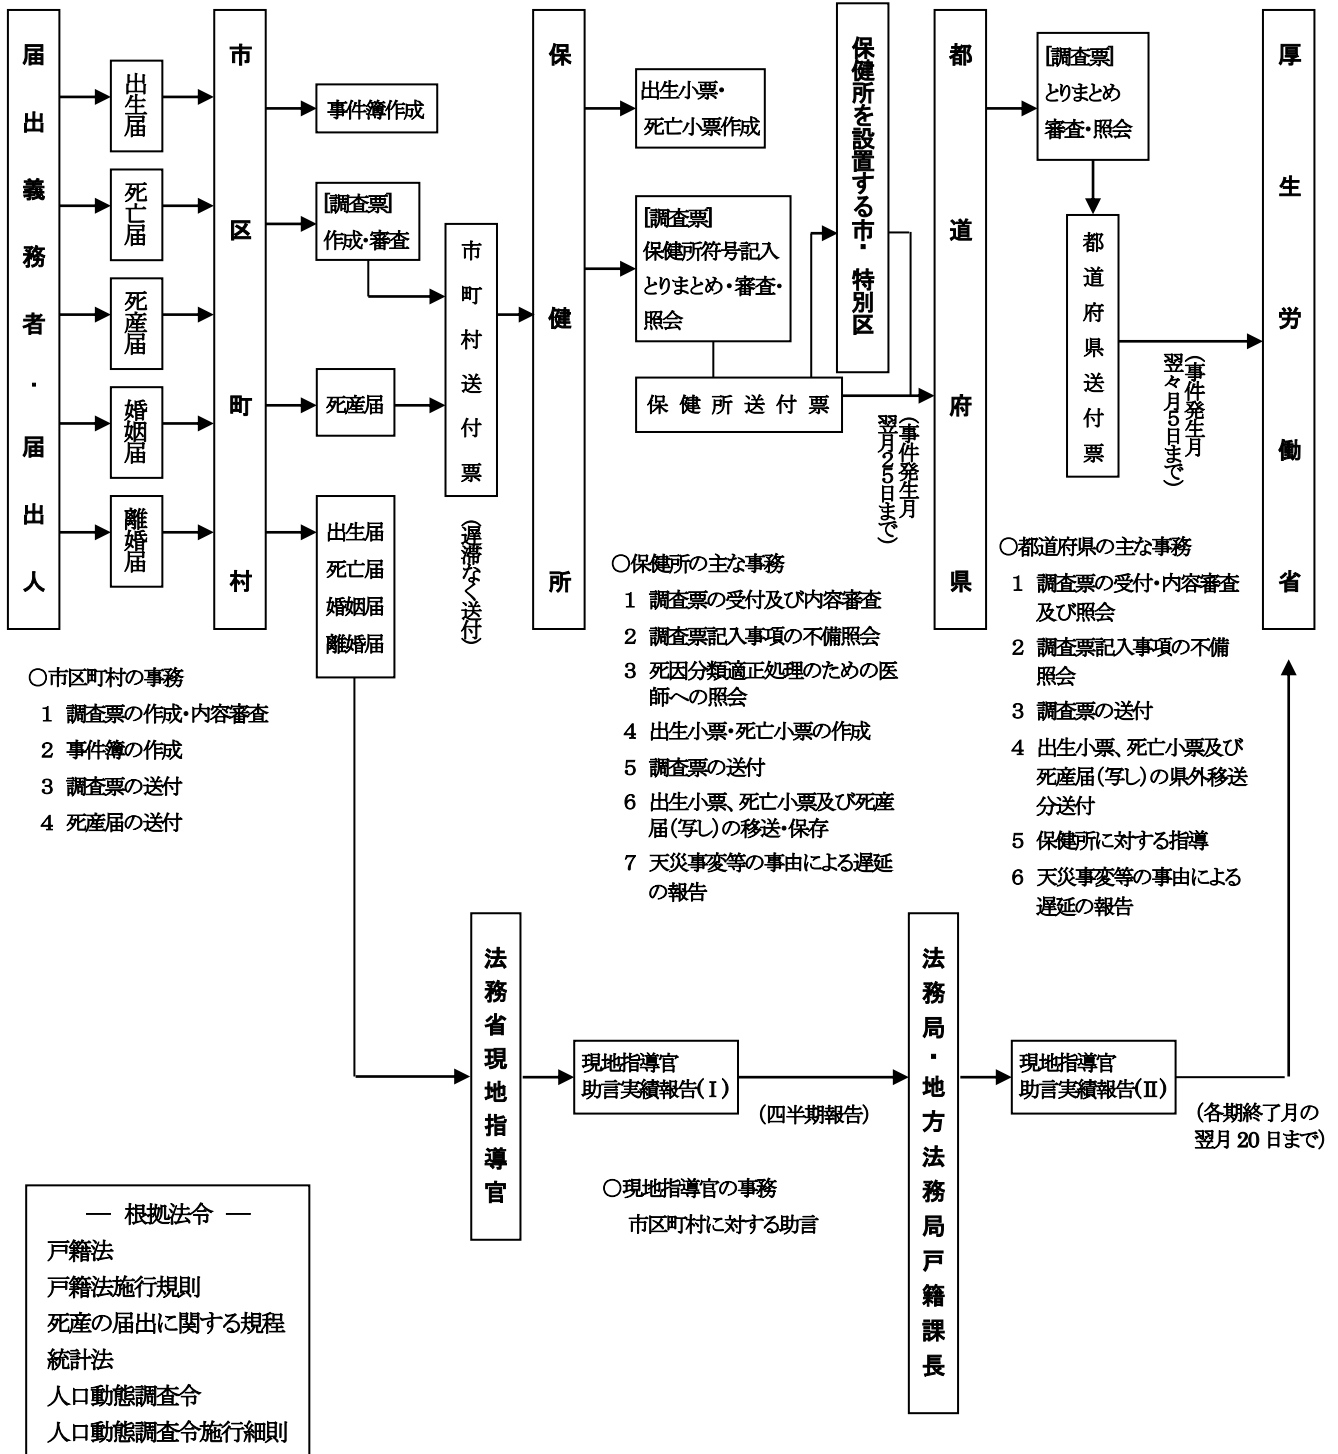 届出義務者・届出人
出生届
死亡届
死産届
婚姻届
離婚届
市区町村
事件簿作成
[調査票]
作成・審査
死産届
出生届
死亡届
婚姻届
離婚届
市町村送付票
(遅滞なく送付)
保健所
出生小票・
死亡小票作成
[調査票]
保健所符号記入
とりまとめ・審査・
照会
保健所送付票
保健所を設置する市・特別区
(事件発生月
翌月25日まで)
都道府県
[調査票]
とりまとめ
審査・照会
都道府県送付票
(事件発生月
翌々月5日まで)
厚生労働省
○市区町村の事務
1 調査票の作成・内容審査
2 事件簿の作成
3 調査票の送付
4 死産届の送付
○保健所の主な事務
1 調査票の受付及び内容審査
2 調査票記入事項の不備照会
3 死因分類適正処理のための医
師への照会
4 出生小票・死亡小票の作成
5 調査票の送付
6 出生小票、死亡小票及び死産
届(写し)の移送・保存
7 天災事変等の事由による遅延
の報告
○都道府県の主な事務
1 調査票の受付・内容審査
及び照会
2 調査票記入事項の不備
照会
3 調査票の送付
4 出生小票、死亡小票及び
死産届(写し)の県外移送
分送付
5 保健所に対する指導
6 天災事変等の事由による
遅延の報告
法務省現地指導官
現地指導官
助言実績報告(Ⅰ)
(四半期報告)
法務局・地方法務局戸籍課長
現地指導官
助言実績報告(Ⅱ)
(各期終了月の
翌月20日まで)
○現地指導官の事務
市区町村に対する助言
― 根拠法令 ―
戸籍法
戸籍法施行規則
死産の届出に関する規程
統計法
人口動態調査令
人口動態調査令施行細則